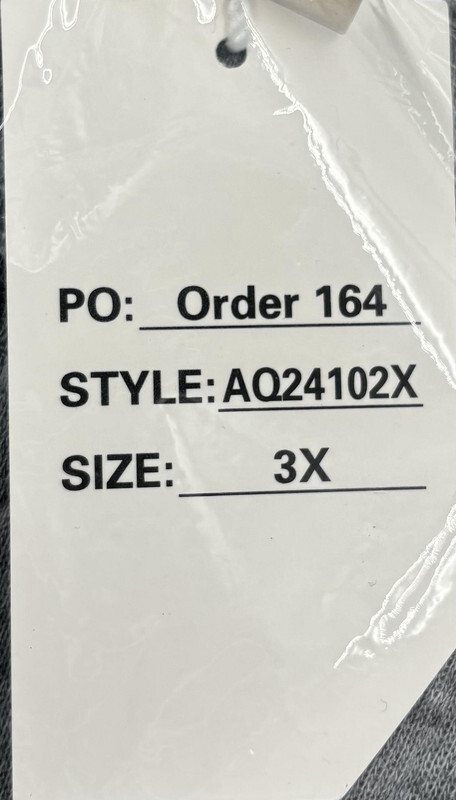 PO: Order 164
STYLE: AQ24102X
SIZE: 3X